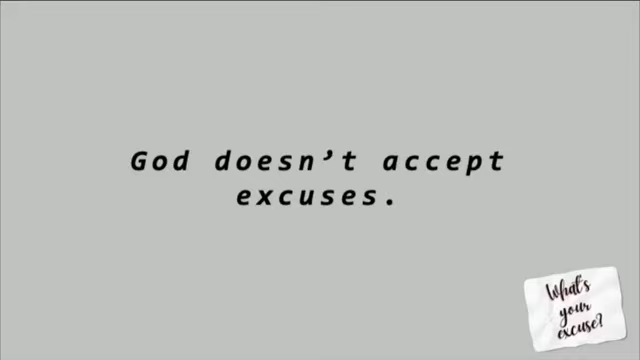 God doesn’t accept
excuses.
What's
your
excuse?